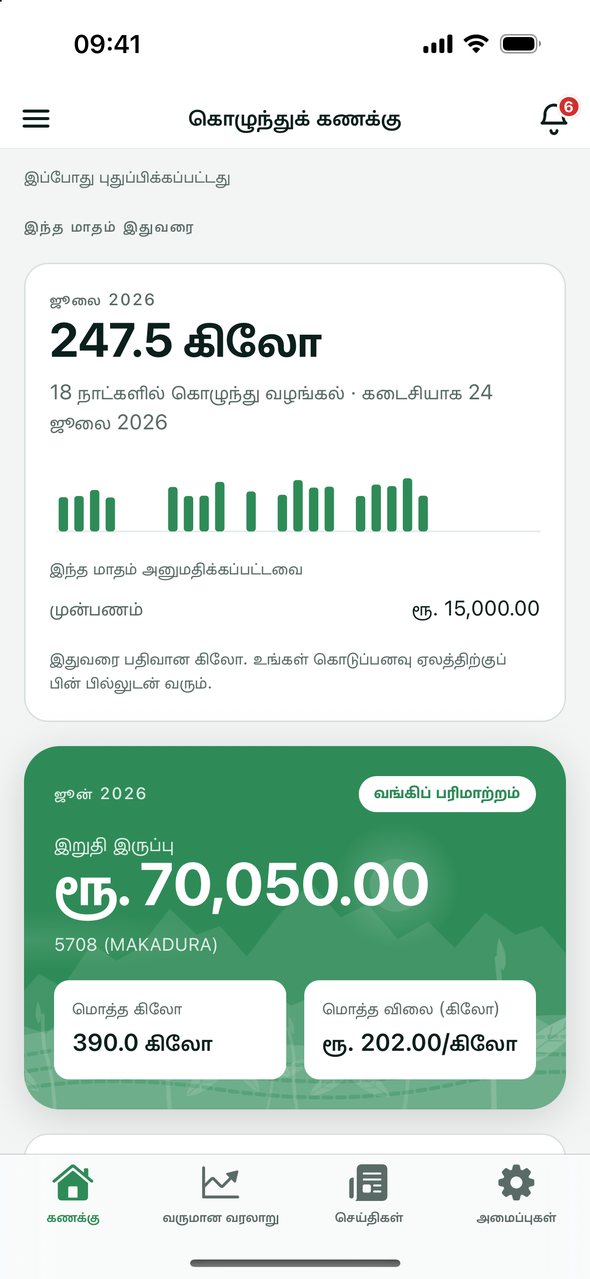 09:41
கொழுந்துக் கணக்கு
6
இப்போது புதுப்பிக்கப்பட்டது
இந்த மாதம் இதுவரை
ஜூலை 2026
247.5 கிலோ
18 நாட்களில் கொழுந்து வழங்கல் · கடைசியாக 24
ஜூலை 2026
இந்த மாதம் அனுமதிக்கப்பட்டவை
முன்பணம் ரூ. 15,000.00
இதுவரை பதிவான கிலோ. உங்கள் கொடுப்பனவு ஏலத்திற்குப்
பின் பில்லுடன் வரும்.
ஜூன் 2026 வங்கிப் பரிமாற்றம்
இறுதி இருப்பு
ரூ. 70,050.00
5708 (MAKADURA)
மொத்த கிலோ மொத்த விலை (கிலோ)
390.0 கிலோ ரூ. 202.00/கிலோ
கணக்கு வருமான வரலாறு செய்திகள் அமைப்புகள்